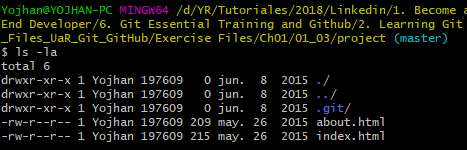 Yojhan@YOJHAN-PC MINGW64 /d/YR/Tutoriales/2018/Linkedin/1. Become a
End Developer/6. Git Essential Training and Github/2. Learning Git
_Files_UaR_Git_GitHub/Exercise Files/Ch01/01_03/project (master)
$ ls -la
total 6
drwxr-xr-x 1 Yojhan 197609   0 jun.  8  2015 ./
drwxr-xr-x 1 Yojhan 197609   0 jun.  8  2015 ../
drwxr-xr-x 1 Yojhan 197609   0 jun.  8  2015 .git/
-rw-r--r-- 1 Yojhan 197609 209 may. 26  2015 about.html
-rw-r--r-- 1 Yojhan 197609 215 may. 26  2015 index.html